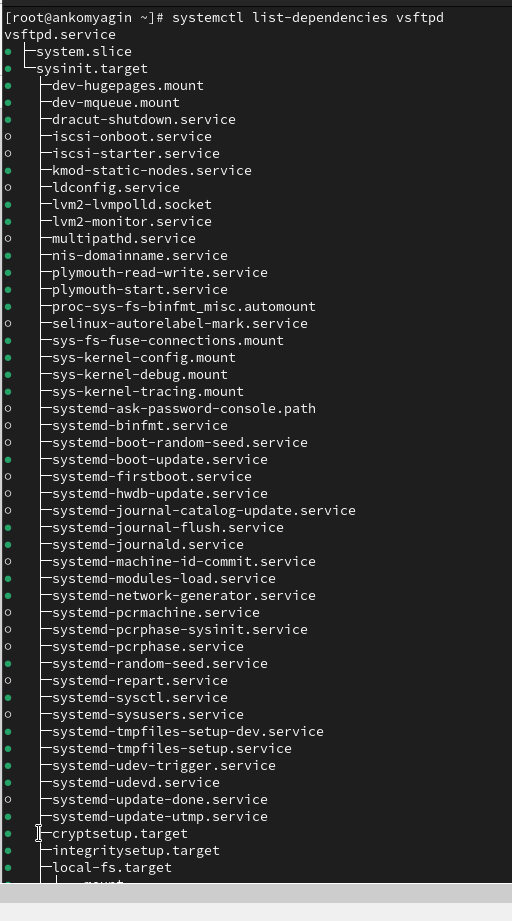 [root@ankomyagin ~]# systemctl list-dependencies vsftpd
vsftpd.service
● ├─system.slice
● └─sysinit.target
●   ├─dev-hugepages.mount
●   ├─dev-mqueue.mount
●   ├─dracut-shutdown.service
○   ├─iscsi-onboot.service
○   ├─iscsi-starter.service
●   ├─kmod-static-nodes.service
○   ├─ldconfig.service
●   ├─lvm2-lvmpolld.socket
●   ├─lvm2-monitor.service
○   ├─multipathd.service
●   ├─nis-domainname.service
●   ├─plymouth-read-write.service
●   ├─plymouth-start.service
●   ├─proc-sys-fs-binfmt_misc.automount
○   ├─selinux-autorelabel-mark.service
●   ├─sys-fs-fuse-connections.mount
●   ├─sys-kernel-config.mount
●   ├─sys-kernel-debug.mount
●   ├─sys-kernel-tracing.mount
○   ├─systemd-ask-password-console.path
○   ├─systemd-binfmt.service
○   ├─systemd-boot-random-seed.service
●   ├─systemd-boot-update.service
○   ├─systemd-firstboot.service
○   ├─systemd-hwdb-update.service
○   ├─systemd-journal-catalog-update.service
●   ├─systemd-journal-flush.service
●   ├─systemd-journald.service
○   ├─systemd-machine-id-commit.service
●   ├─systemd-modules-load.service
●   ├─systemd-network-generator.service
○   ├─systemd-pcrmachine.service
○   ├─systemd-pcrphase-sysinit.service
○   ├─systemd-pcrphase.service
●   ├─systemd-random-seed.service
○   ├─systemd-repart.service
●   ├─systemd-sysctl.service
○   ├─systemd-sysusers.service
●   ├─systemd-tmpfiles-setup-dev.service
●   ├─systemd-tmpfiles-setup.service
●   ├─systemd-udev-trigger.service
●   ├─systemd-udevd.service
○   ├─systemd-update-done.service
●   ├─systemd-update-utmp.service
●   ├─cryptsetup.target
●   ├─integritysetup.target
●   ├─local-fs.target